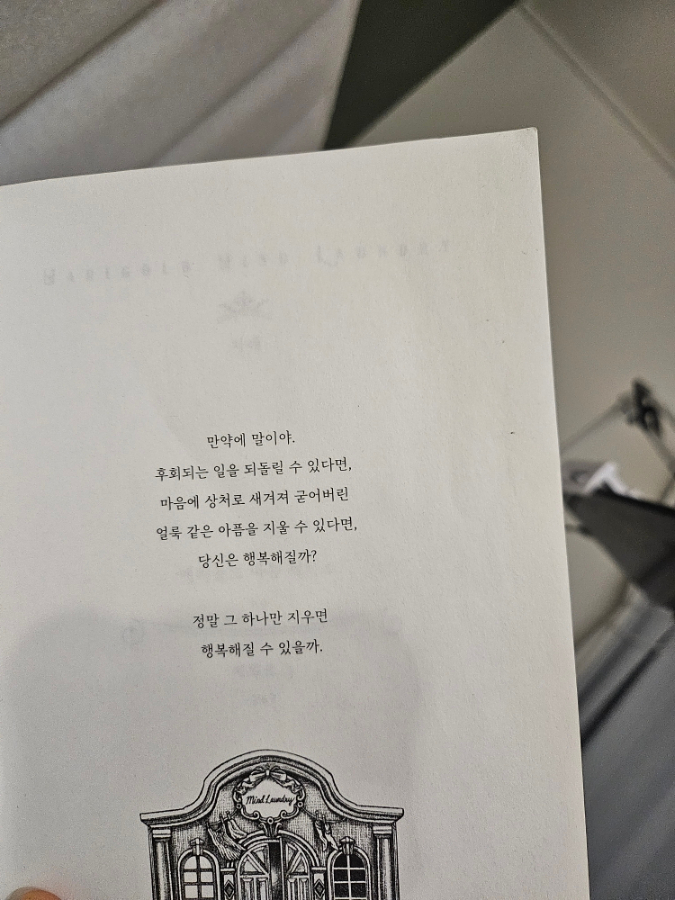 만약에 말이야.
후회되는 일을 되돌릴 수 있다면,
마음에 상처로 새겨져 굳어버린
얼룩 같은 아픔을 지울 수 있다면,
당신은 행복해질까?
정말 그 하나만 지우면
행복해질 수 있을까.
Mind Laundry